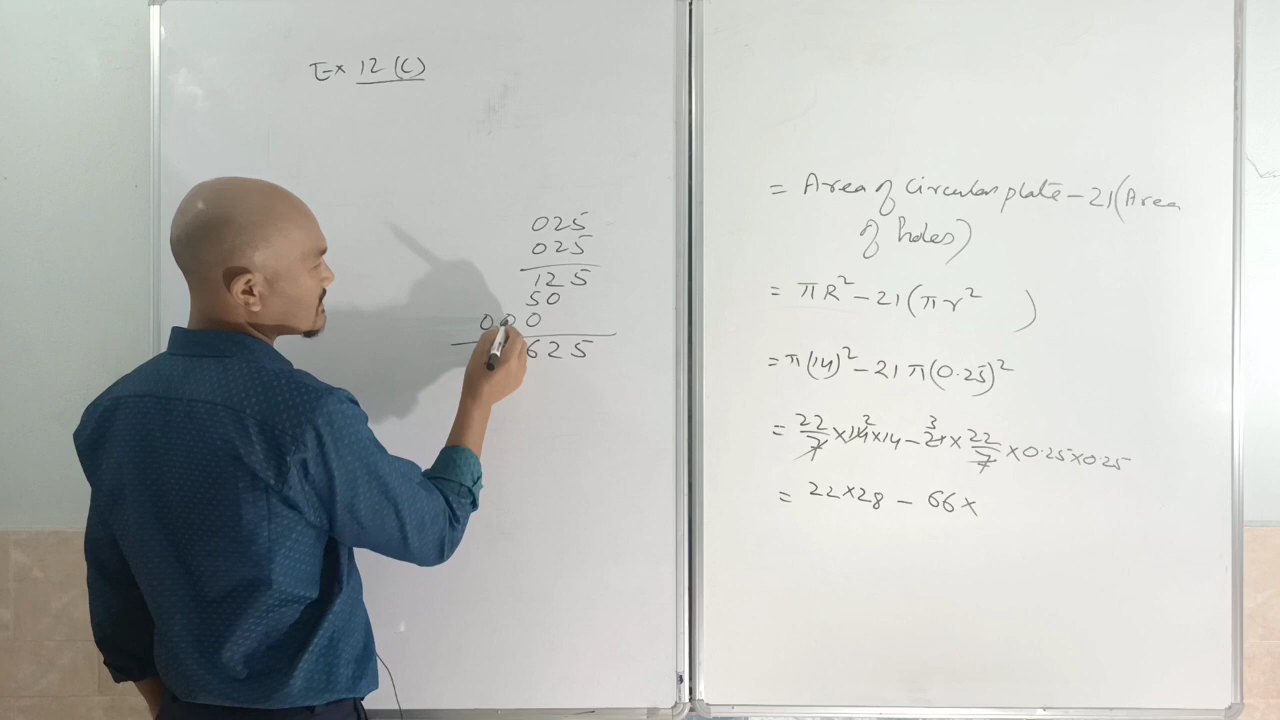 Ex 12 (C)
025
025
125
50
000
625
= Area of circular plate - 21 (Area
of holes)
= πR² - 21 (πr² )
= π(14)² - 21 π(0.25)²
= 22/7 × 14 2 × 14 - 21 3 × 22/7 × 0.25 × 0.25
= 22 × 28 - 66 ×